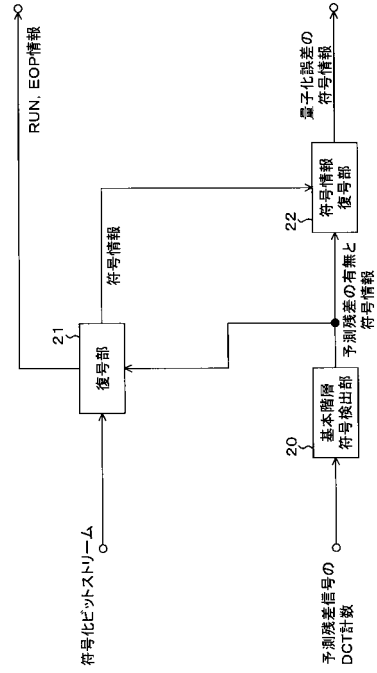 RUN, EOP情報
21
復号部
符号情報
符号化ビットストリーム
量子化誤差の
符号情報
22
符号情報
復号部
予測残差の有無と
符号情報
20
基本階層
符号検出部
予測残差信号の
DCT計数